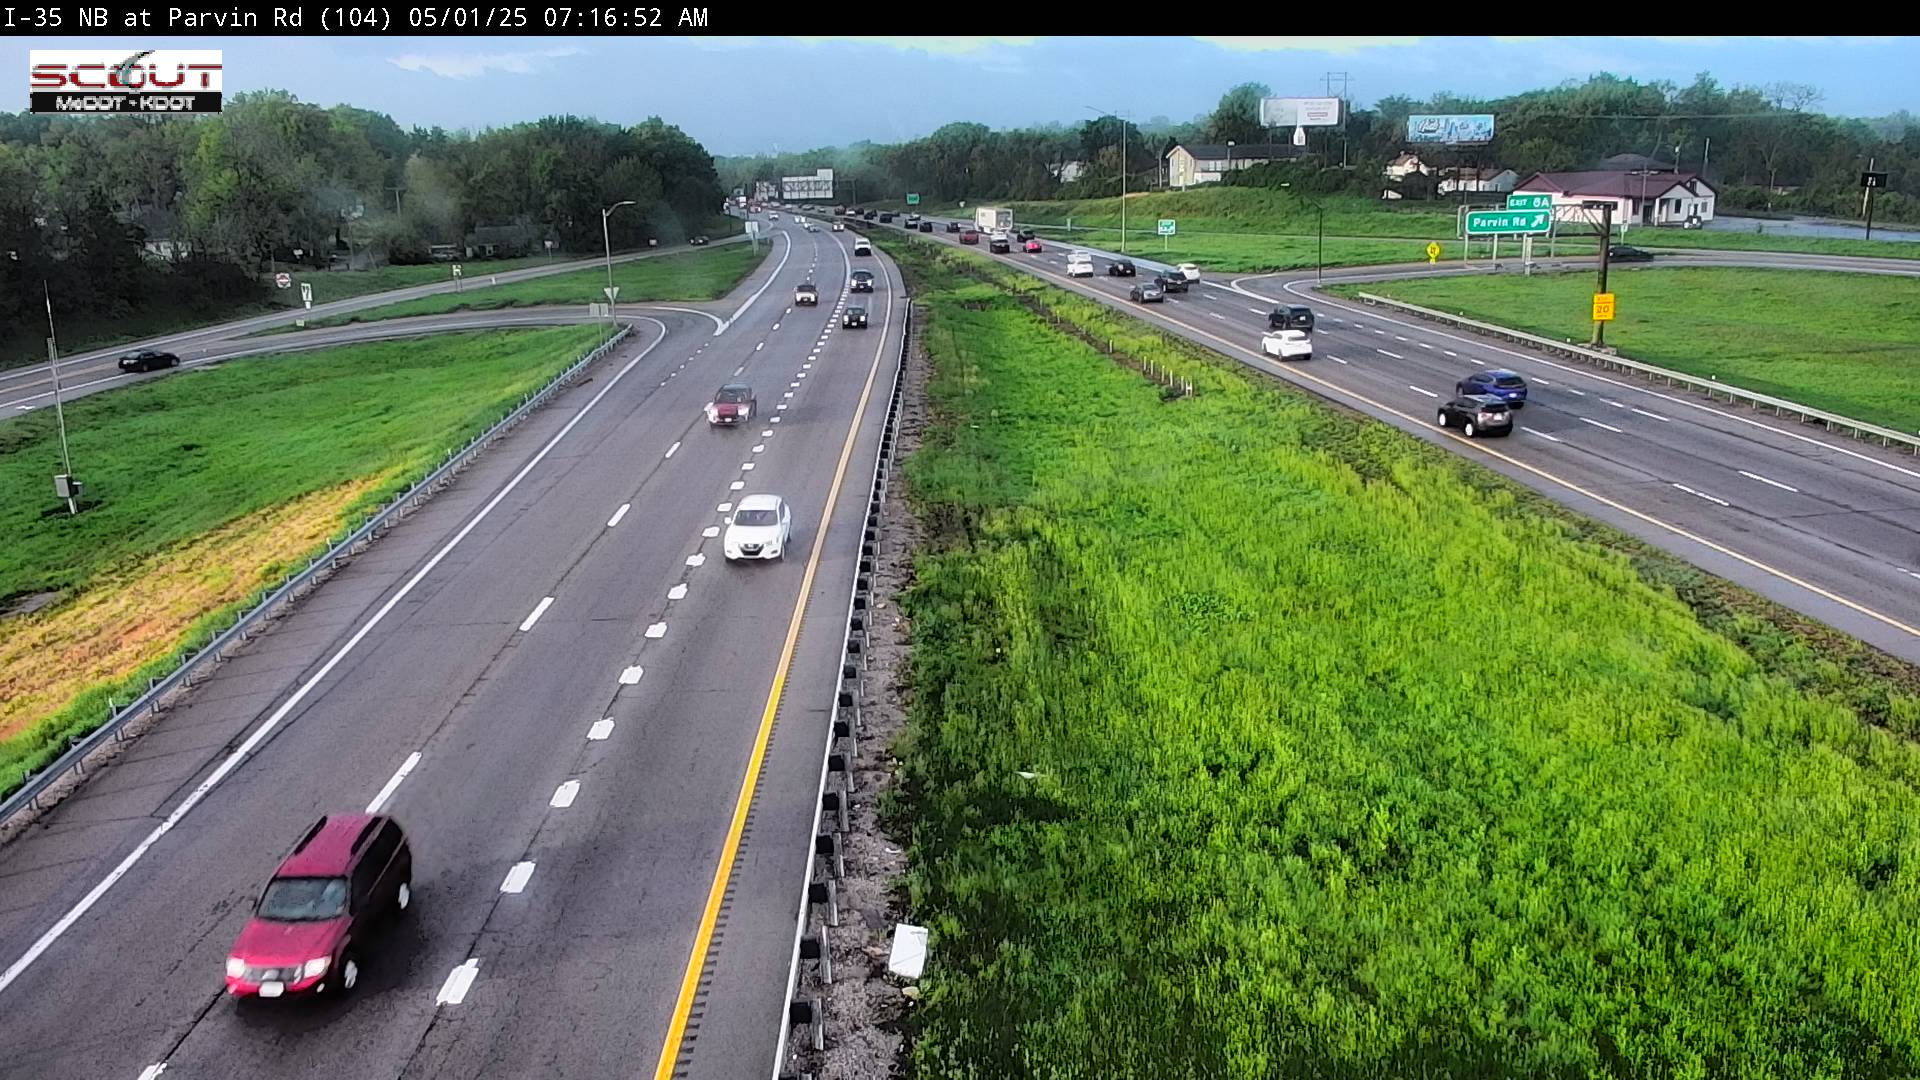 I-35 NB at Parvin Rd (104) 05/01/25 07:16:52 AM
SCOUT
MoDOT - KDOT
EXIT 8A
Parvin Rd
20